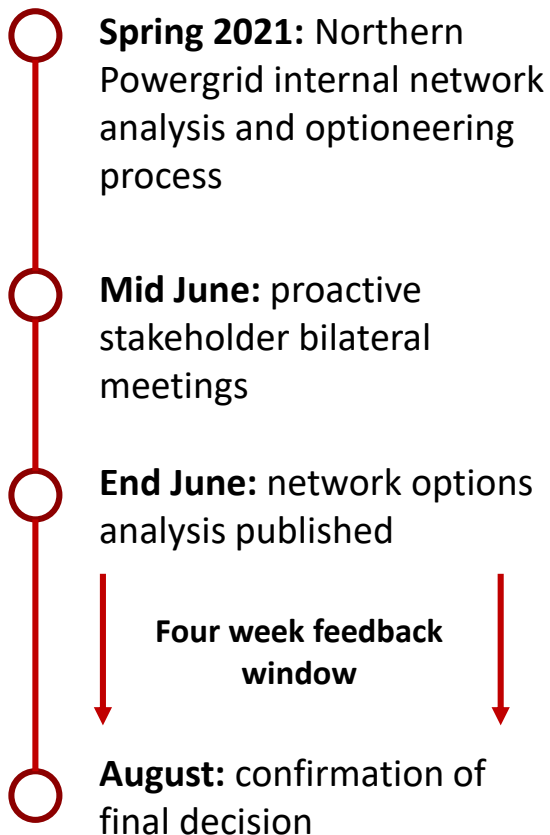 Spring 2021: Northern
Powergrid internal network
analysis and optioneering
process
Mid June: proactive
stakeholder bilateral
meetings
End June: network options
analysis published
Four week feedback
window
August: confirmation of
final decision